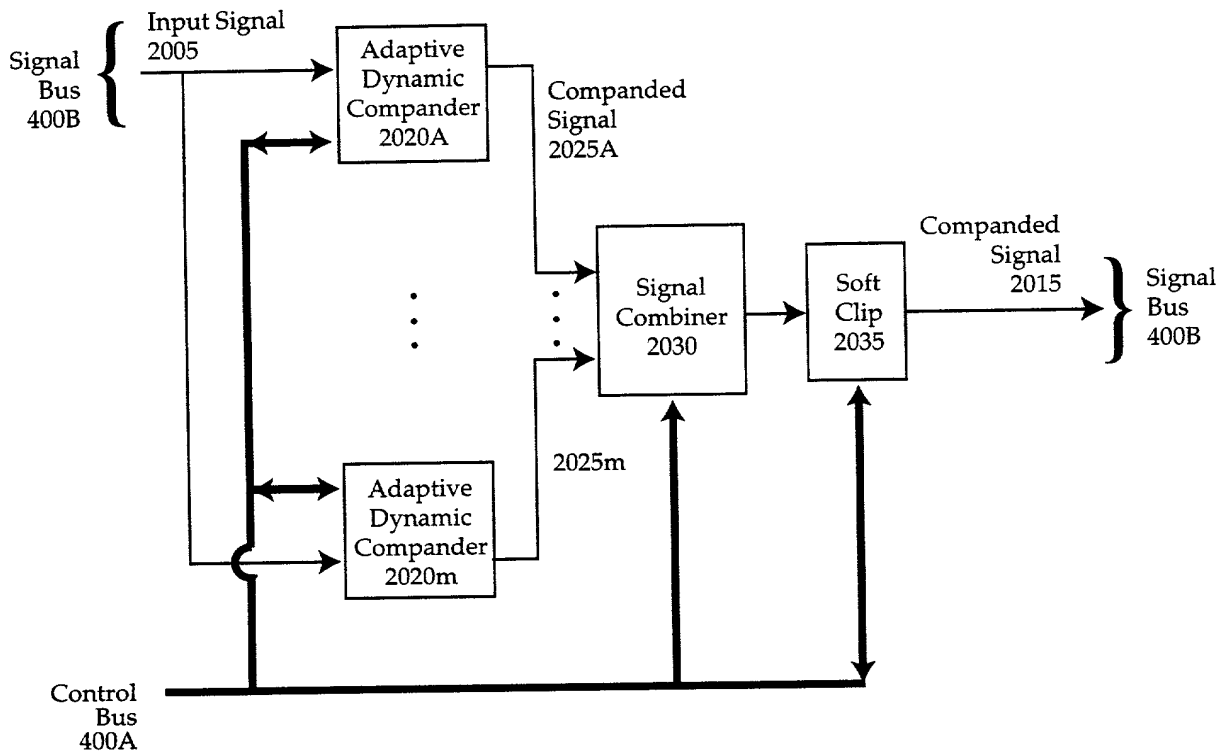 Input Signal
2005
Signal
Bus
400B
Adaptive
Dynamic
Compander
2020A
Companded
Signal
2025A
Signal
Combiner
2030
Soft
Clip
2035
Companded
Signal
2015
Signal
Bus
400B
2025m
Adaptive
Dynamic
Compander
2020m
Control
Bus
400A